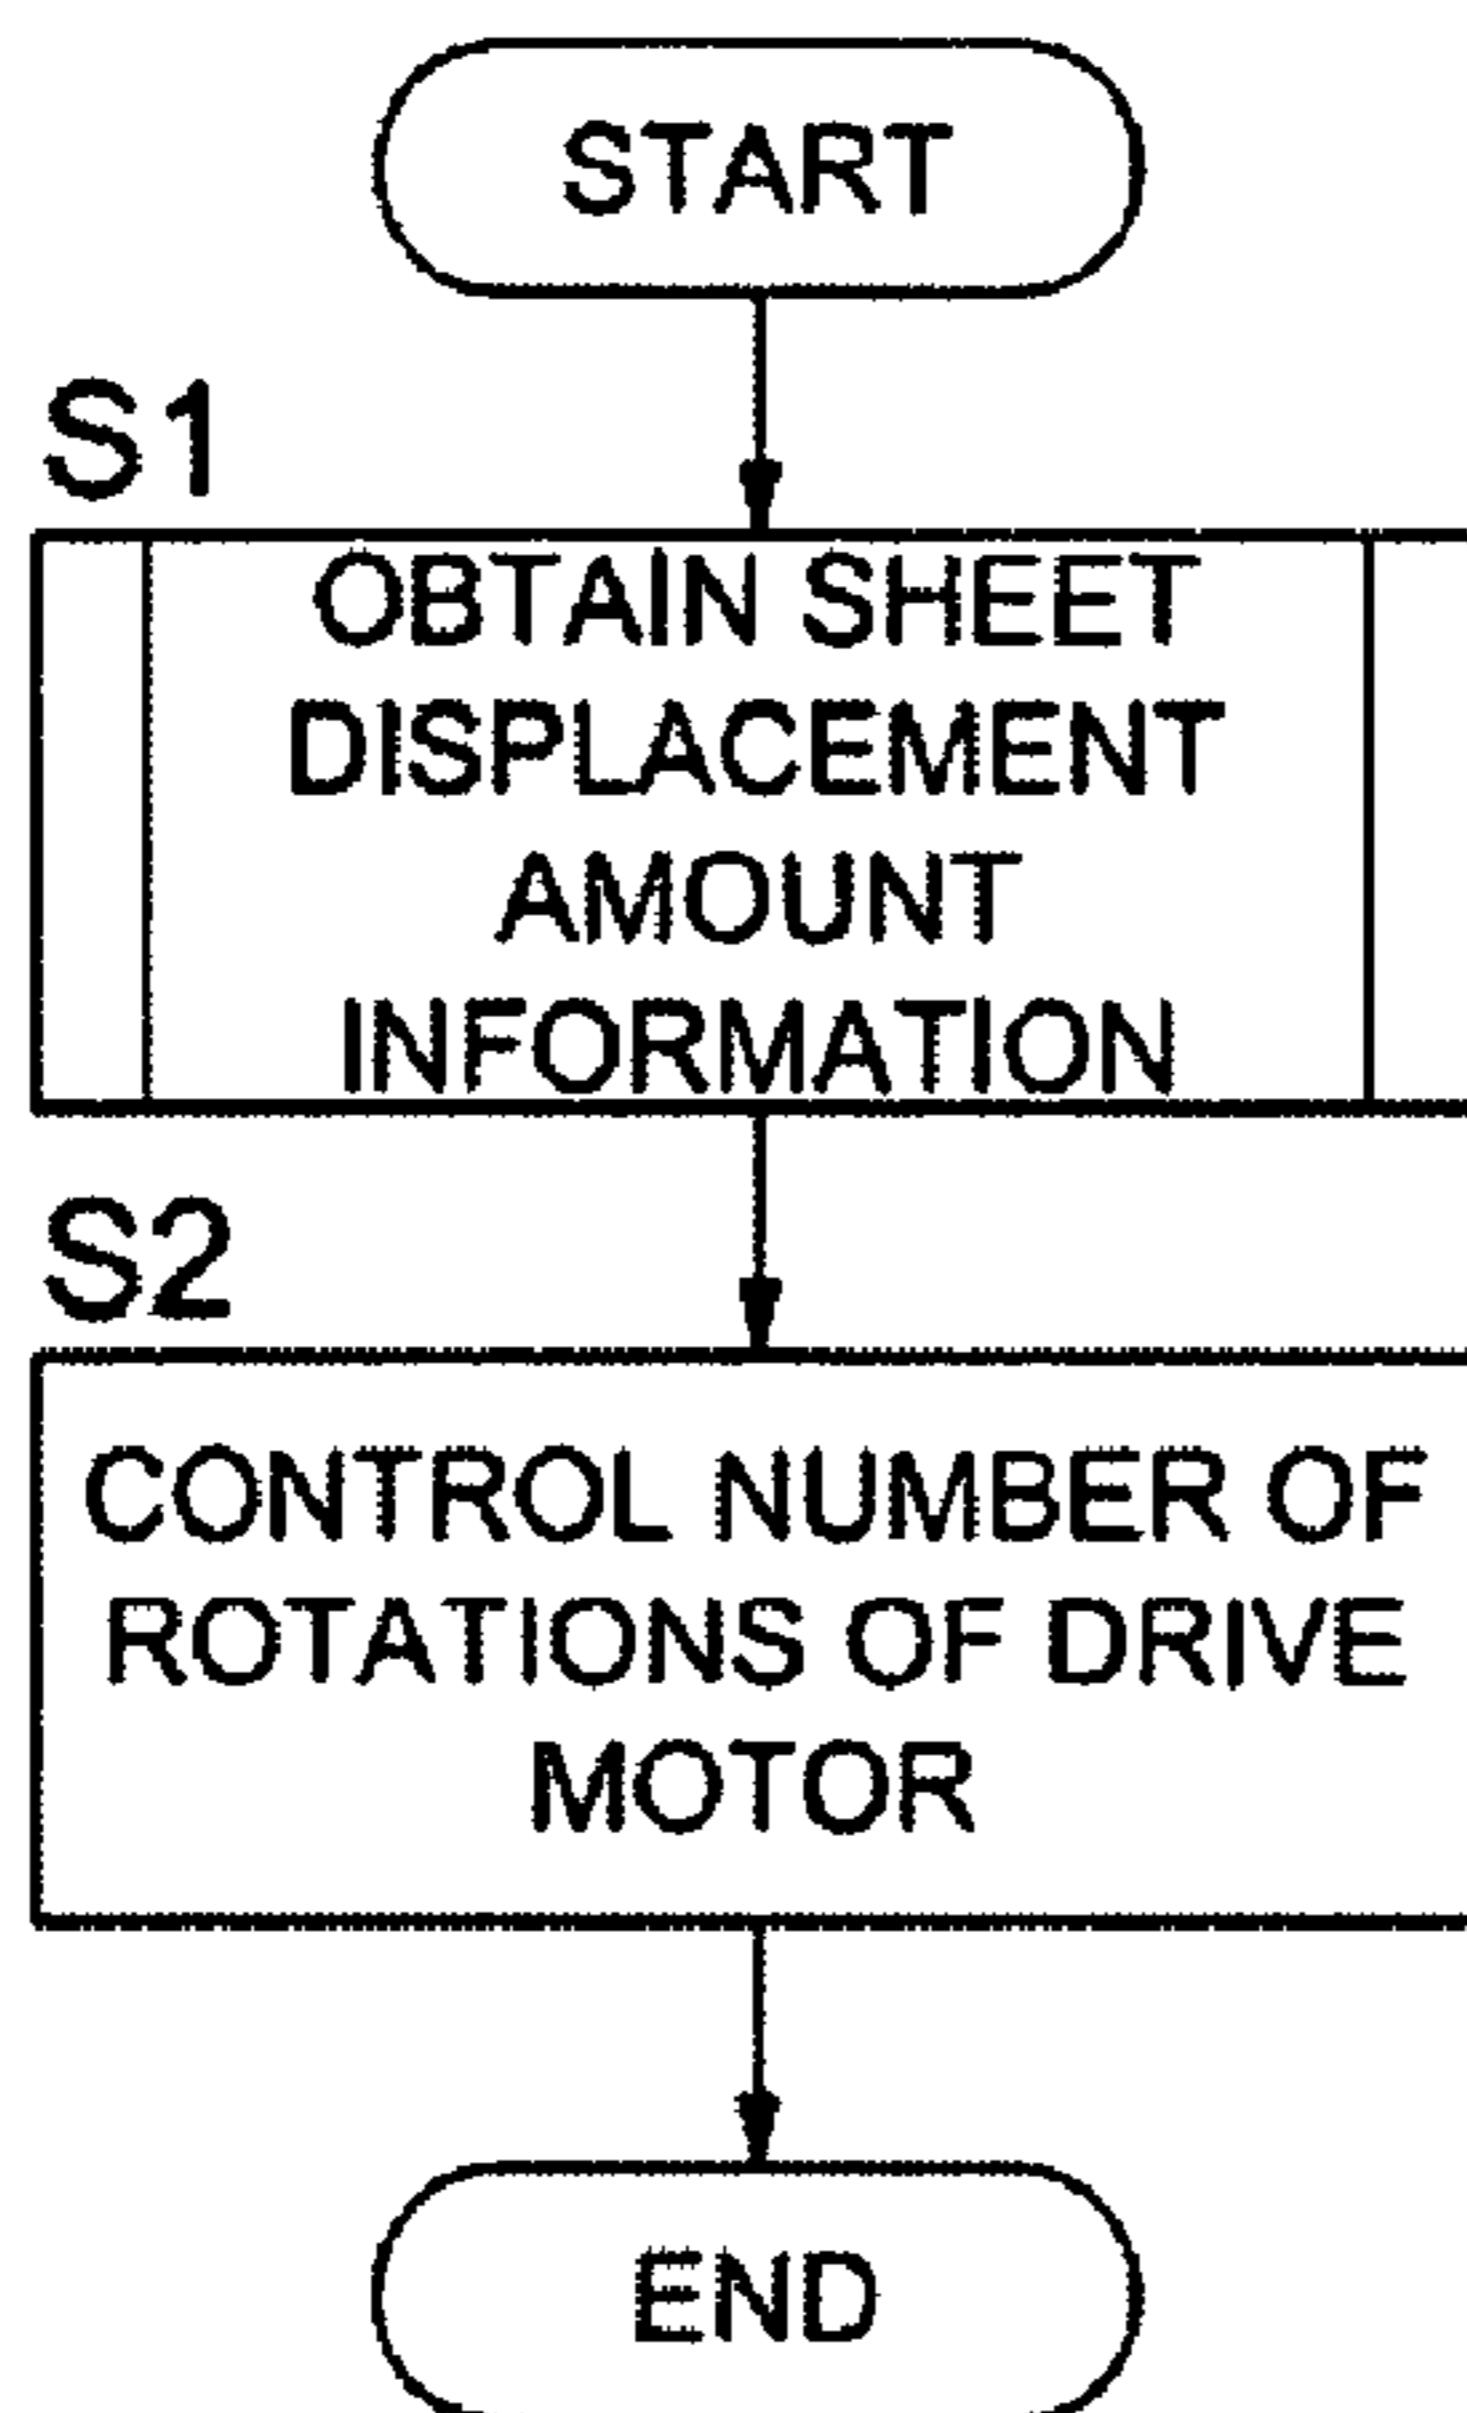 START
S1
OBTAIN SHEET
DISPLACEMENT
AMOUNT
INFORMATION
S2
CONTROL NUMBER OF
ROTATIONS OF DRIVE
MOTOR
END